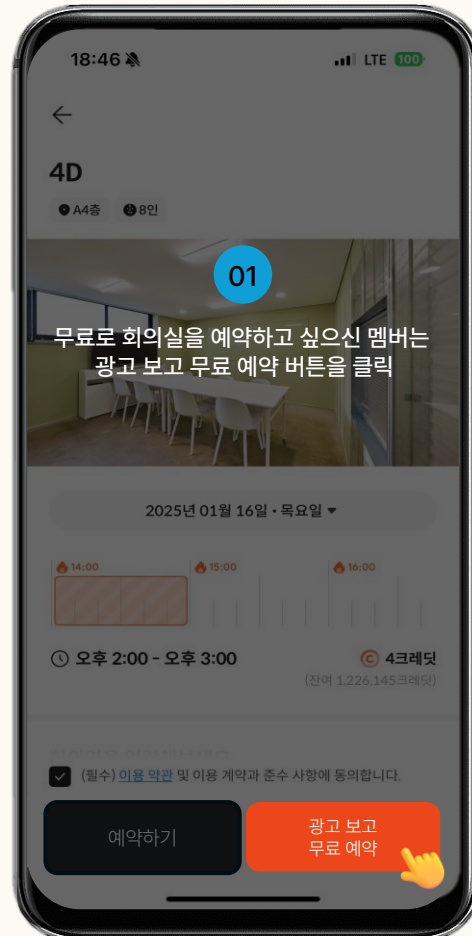 18:46
LTE 100
4D
A4층 8인
01
무료로 회의실을 예약하고 싶으신 멤버는
광고 보고 무료 예약 버튼을 클릭
2025년 01월 16일 • 목요일
14:00 15:00 16:00
오후 2:00 - 오후 3:00
C 4크레딧
(잔여 1,226,145크레딧)
(필수) 이용 약관 및 이용 계약과 준수 사항에 동의합니다.
예약하기
광고 보고
무료 예약